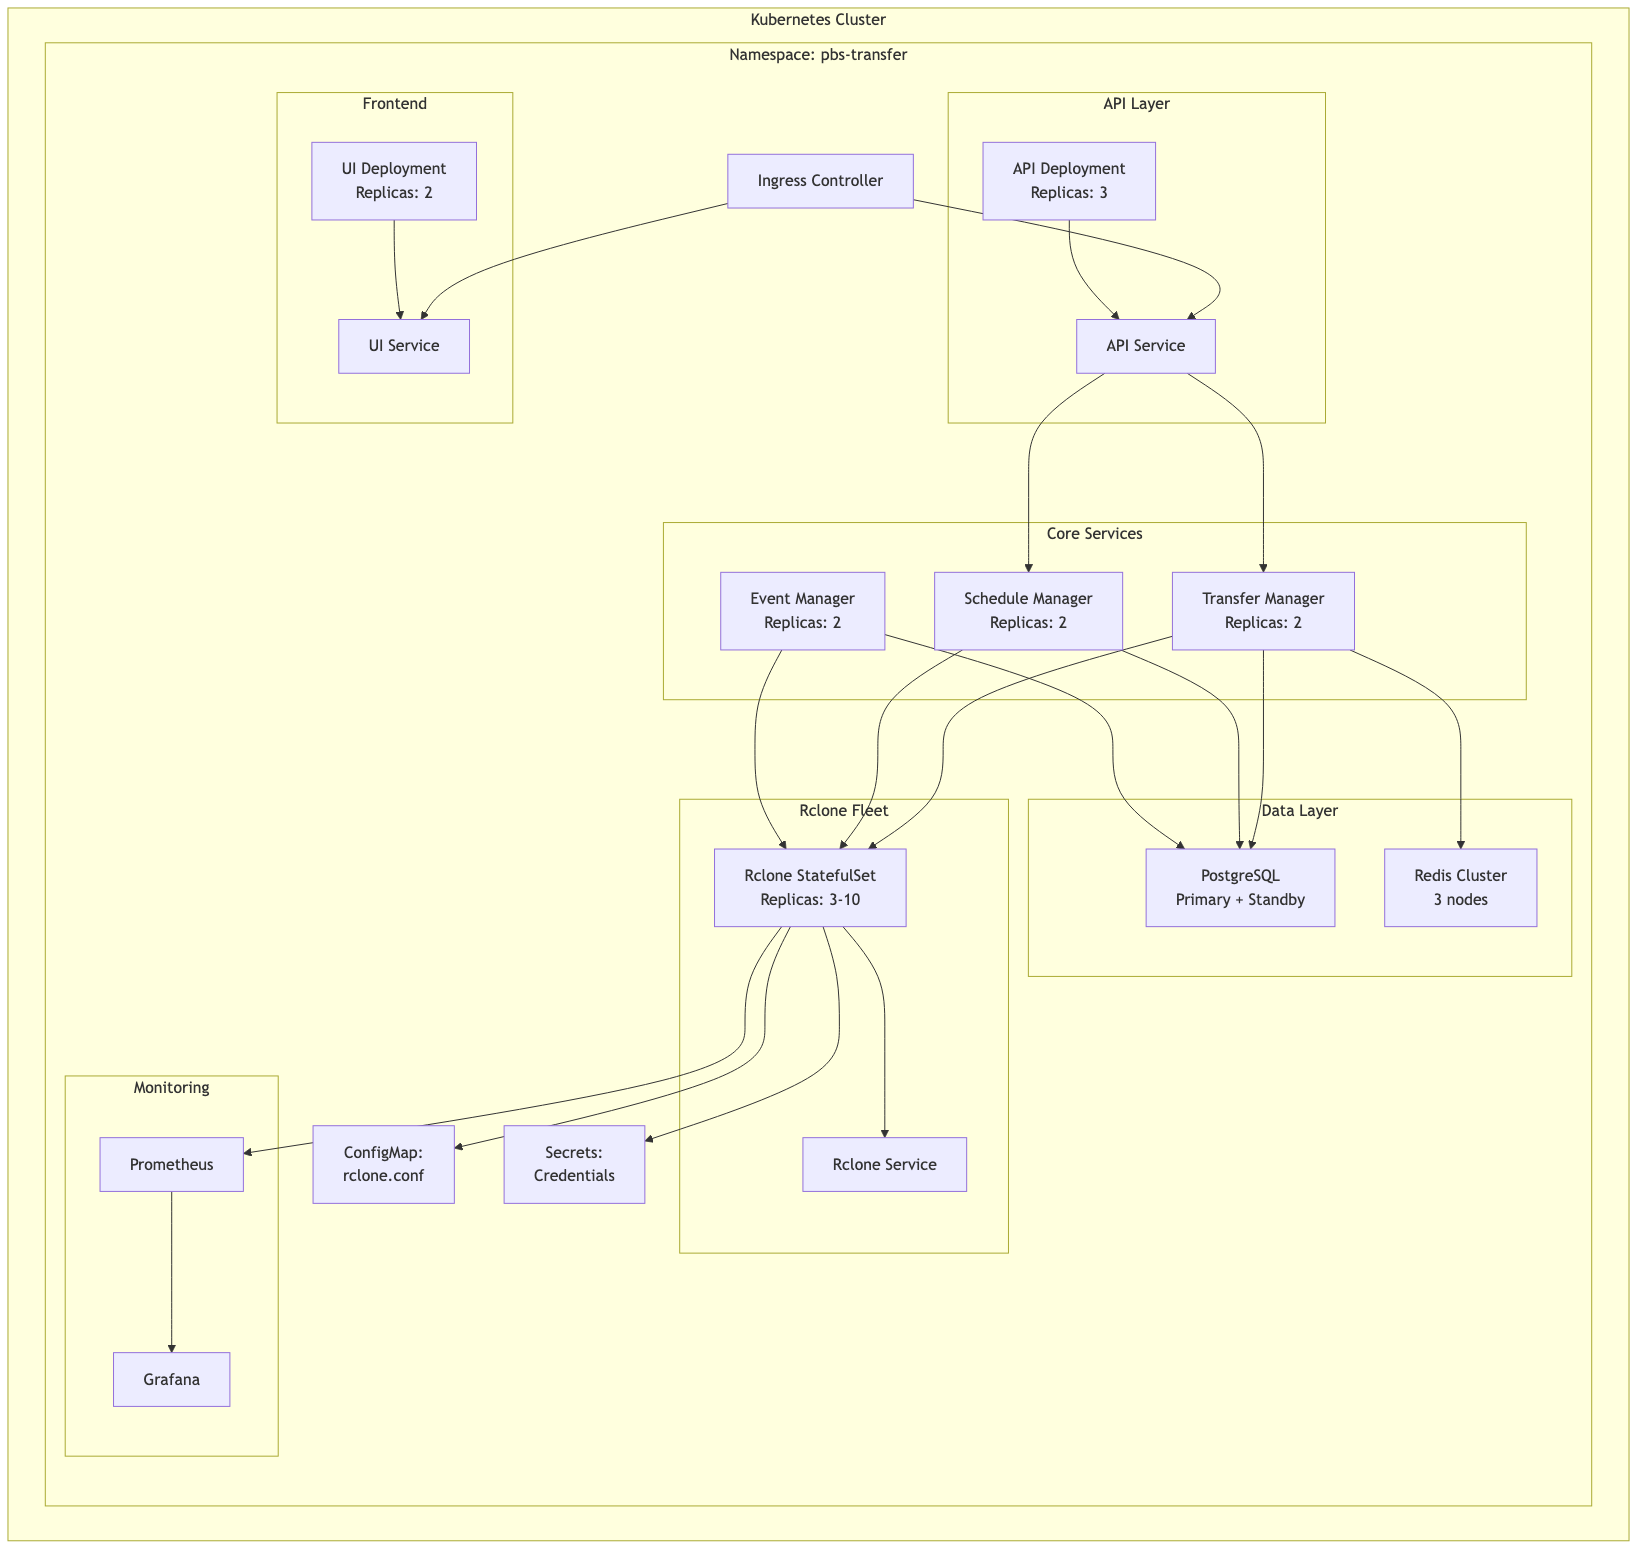 Kubernetes Cluster
Namespace: pbs-transfer
Frontend
API Layer
UI Deployment
Replicas: 2
Ingress Controller
API Deployment
Replicas: 3
UI Service
API Service
Core Services
Event Manager
Replicas: 2
Schedule Manager
Replicas: 2
Transfer Manager
Replicas: 2
Rclone Fleet
Data Layer
Rclone StatefulSet
Replicas: 3-10
PostgreSQL
Primary + Standby
Redis Cluster
3 nodes
Monitoring
Prometheus
ConfigMap:
rclone.conf
Secrets:
Credentials
Rclone Service
Grafana